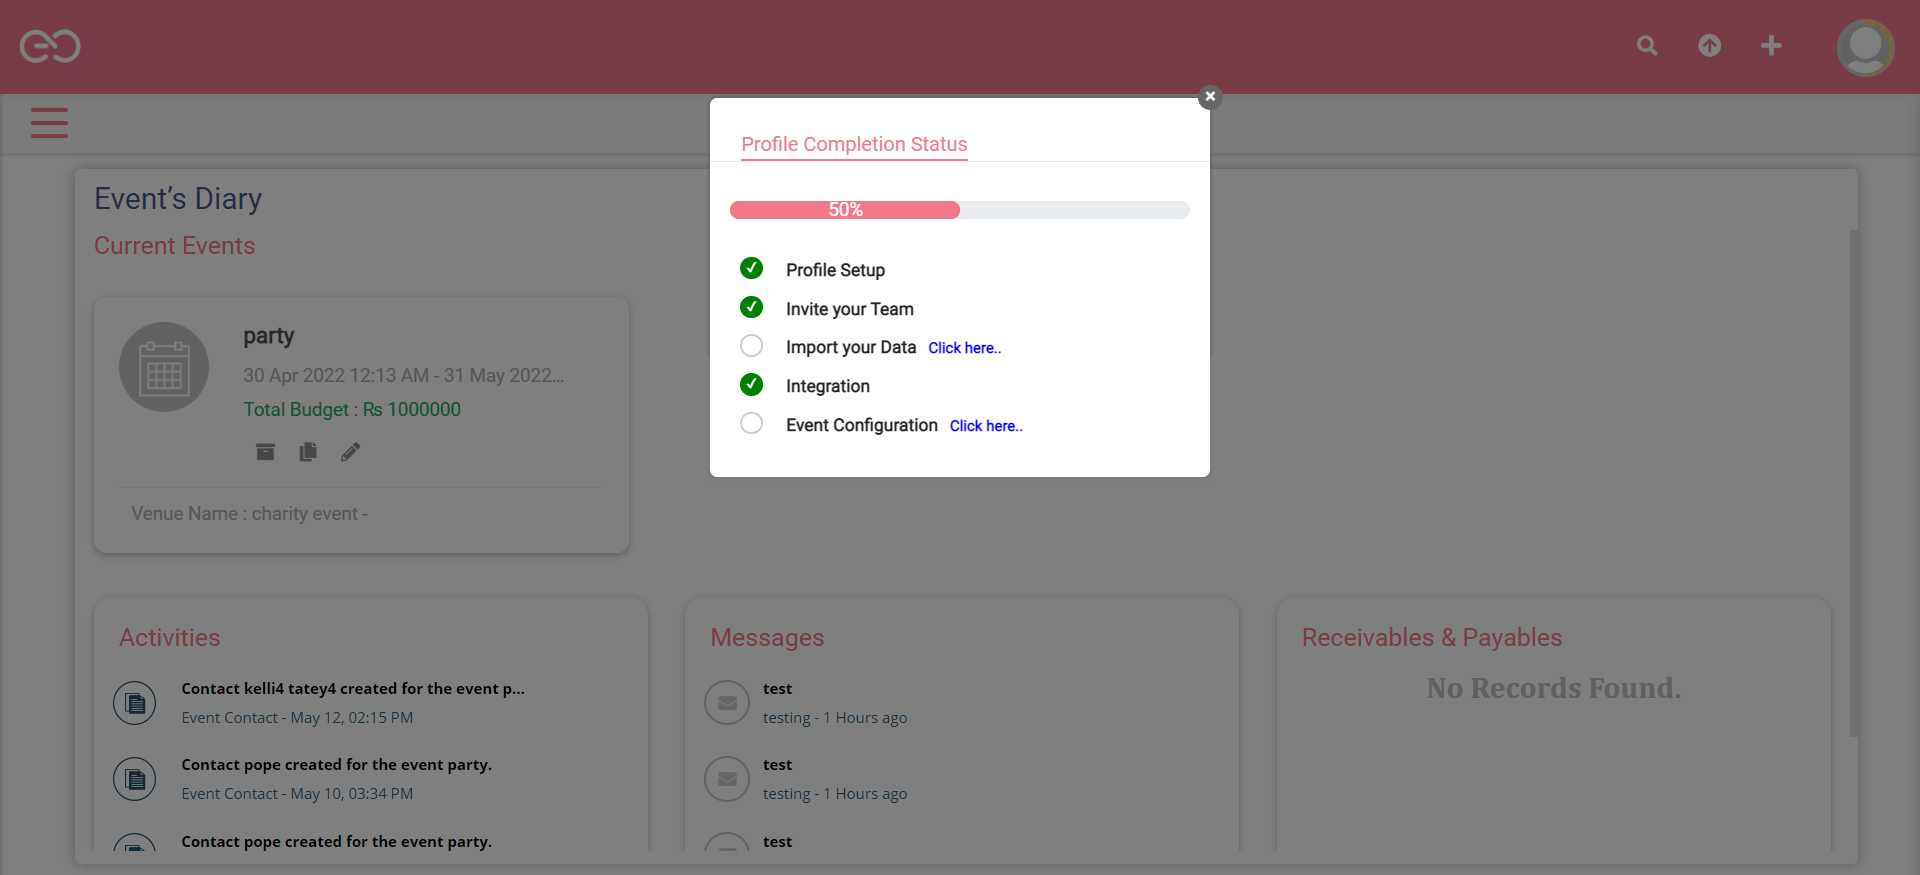 Profile Completion Status
50%
Profile Setup
Invite your Team
Import your Data Click here..
Integration
Event Configuration Click here..
Event’s Diary
Current Events
party
30 Apr 2022 12:13 AM - 31 May 2022...
Total Budget : Rs 1000000
Venue Name : charity event -
Activities
Contact kelli4 tatey4 created for the event p...
Event Contact - May 12, 02:15 PM
Contact pope created for the event party.
Event Contact - May 10, 03:34 PM
Contact pope created for the event party.
Messages
test
testing - 1 Hours ago
test
testing - 1 Hours ago
test
Receivables & Payables
No Records Found.